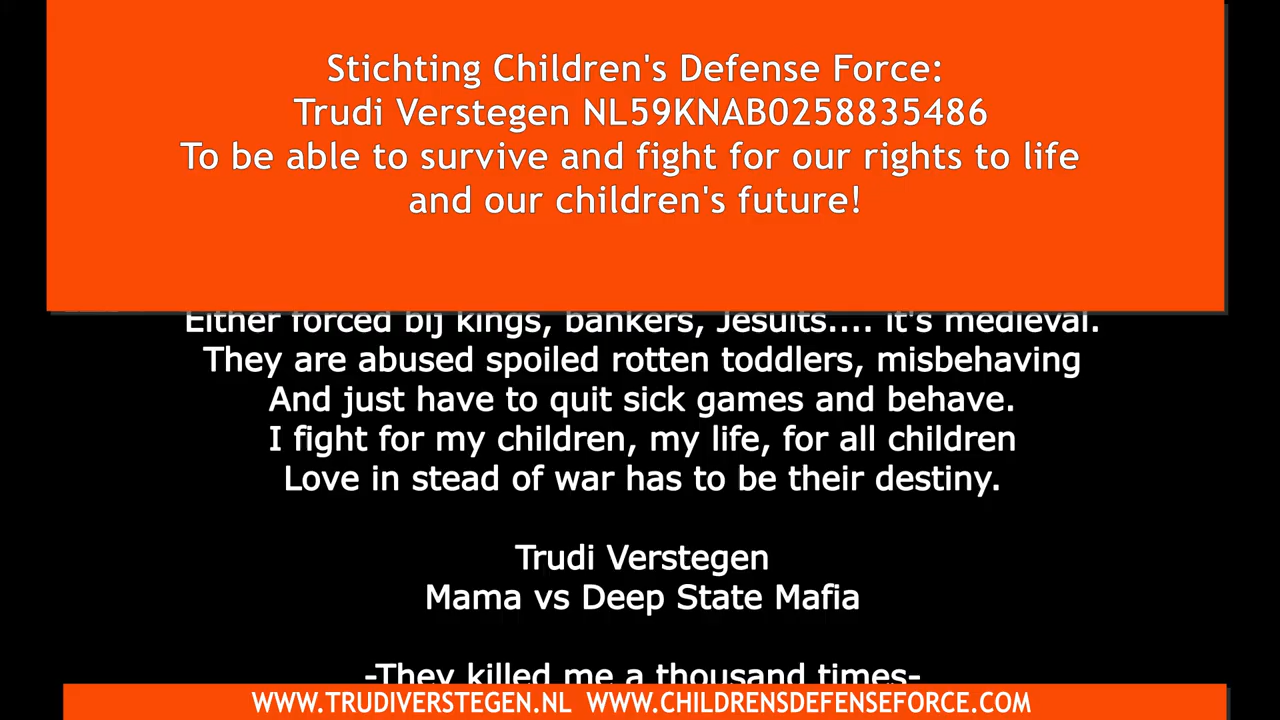 Stichting Children's Defense Force:
Trudi Verstegen NL59KNAB0258835486
To be able to survive and fight for our rights to life
and our children's future!
Either forced bij kings, bankers, Jesuits.... it's medieval.
They are abused spoiled rotten toddlers, misbehaving
And just have to quit sick games and behave.
I fight for my children, my life, for all children
Love in stead of war has to be their destiny.
Trudi Verstegen
Mama vs Deep State Mafia
-They killed me a thousand times-
WWW.TRUDIVERSTEGEN.NL WWW.CHILDRENSDEFENSEFORCE.COM